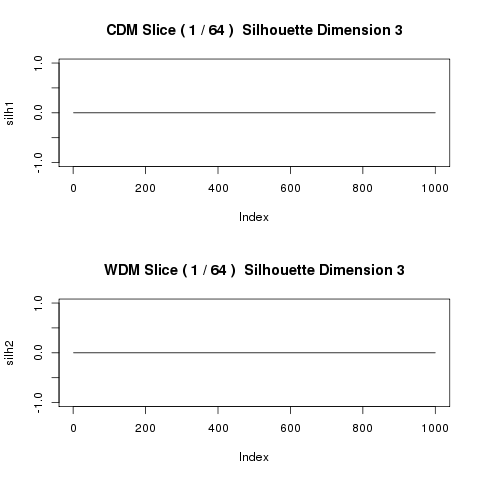 CDM Slice ( 1 / 64 )  Silhouette Dimension 3
silh1
1.0
0.0
-1.0
0 200 400 600 800 1000
Index
WDM Slice ( 1 / 64 )  Silhouette Dimension 3
silh2
1.0
0.0
-1.0
0 200 400 600 800 1000
Index